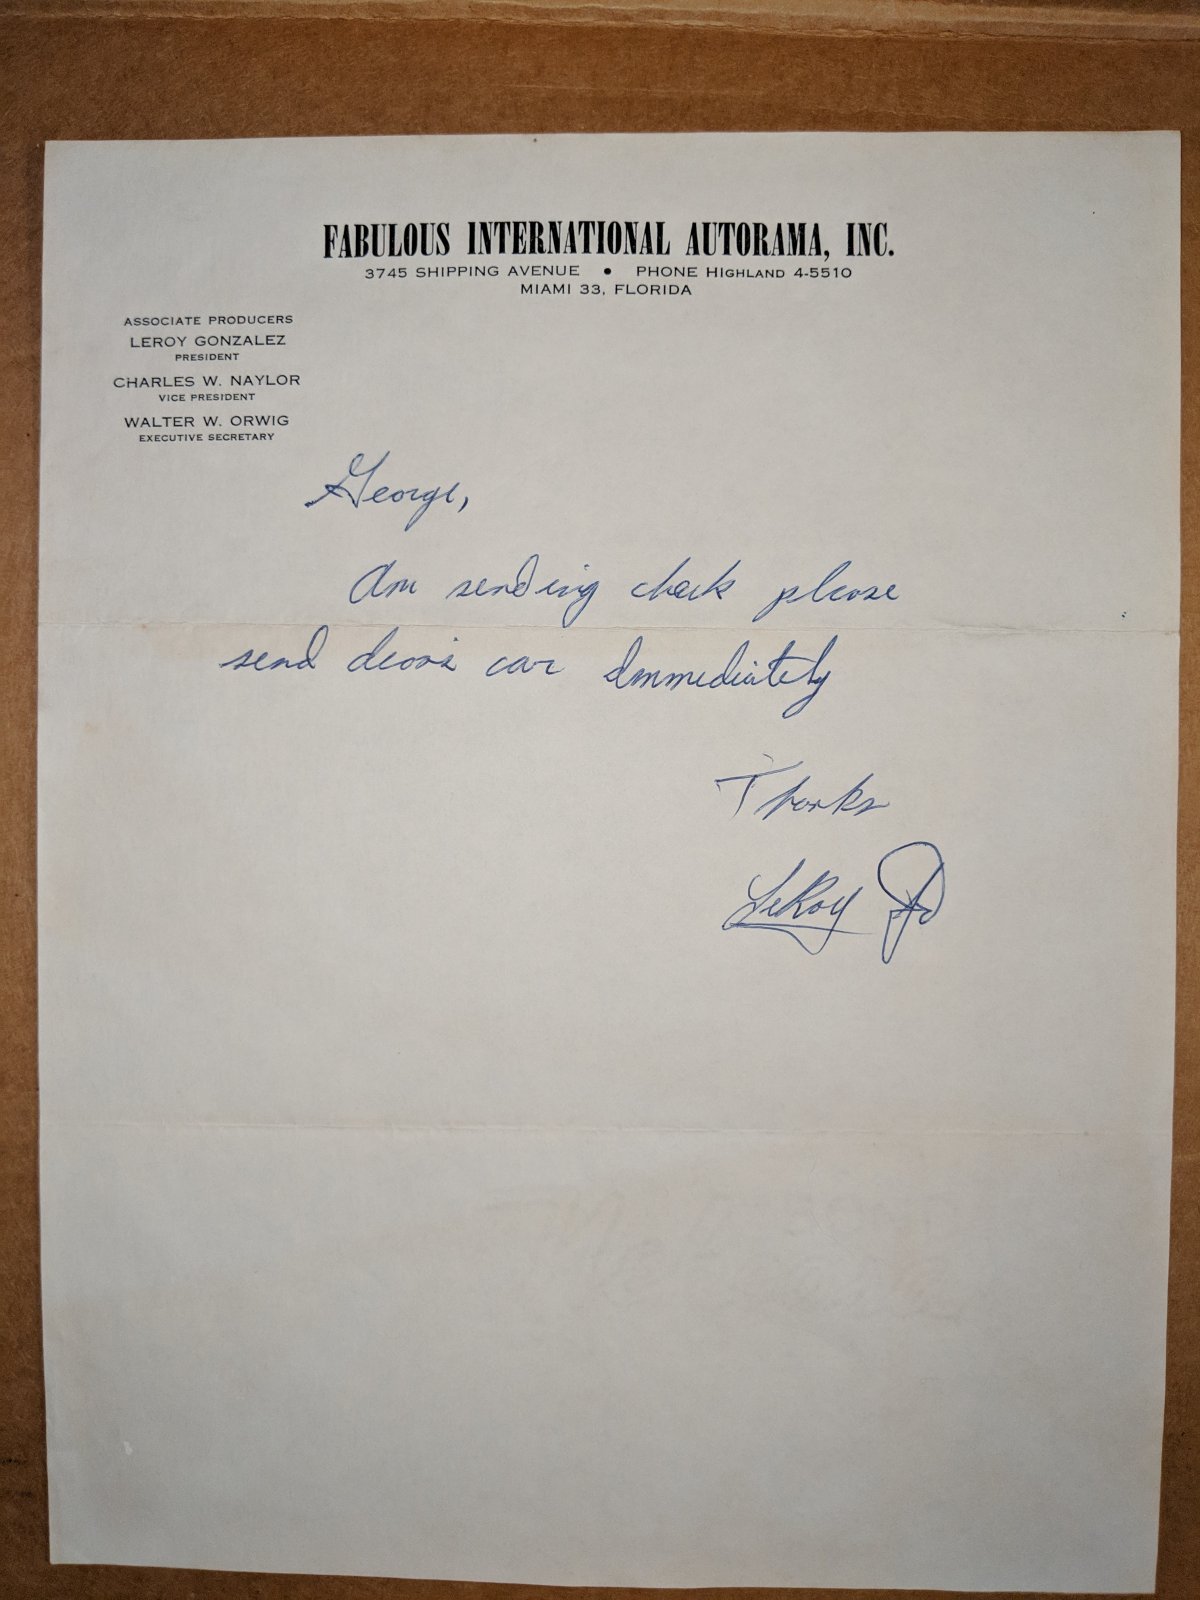 FABULOUS INTERNATIONAL AUTORAMA, INC.
3745 SHIPPING AVENUE • PHONE HIGHLAND 4-5510
MIAMI 33, FLORIDA
ASSOCIATE PRODUCERS
LEROY GONZALEZ
PRESIDENT
CHARLES W. NAYLOR
VICE PRESIDENT
WALTER W. ORWIG
EXECUTIVE SECRETARY
George,
Am sending check please
send car Immediately
Thanks
LeRoy